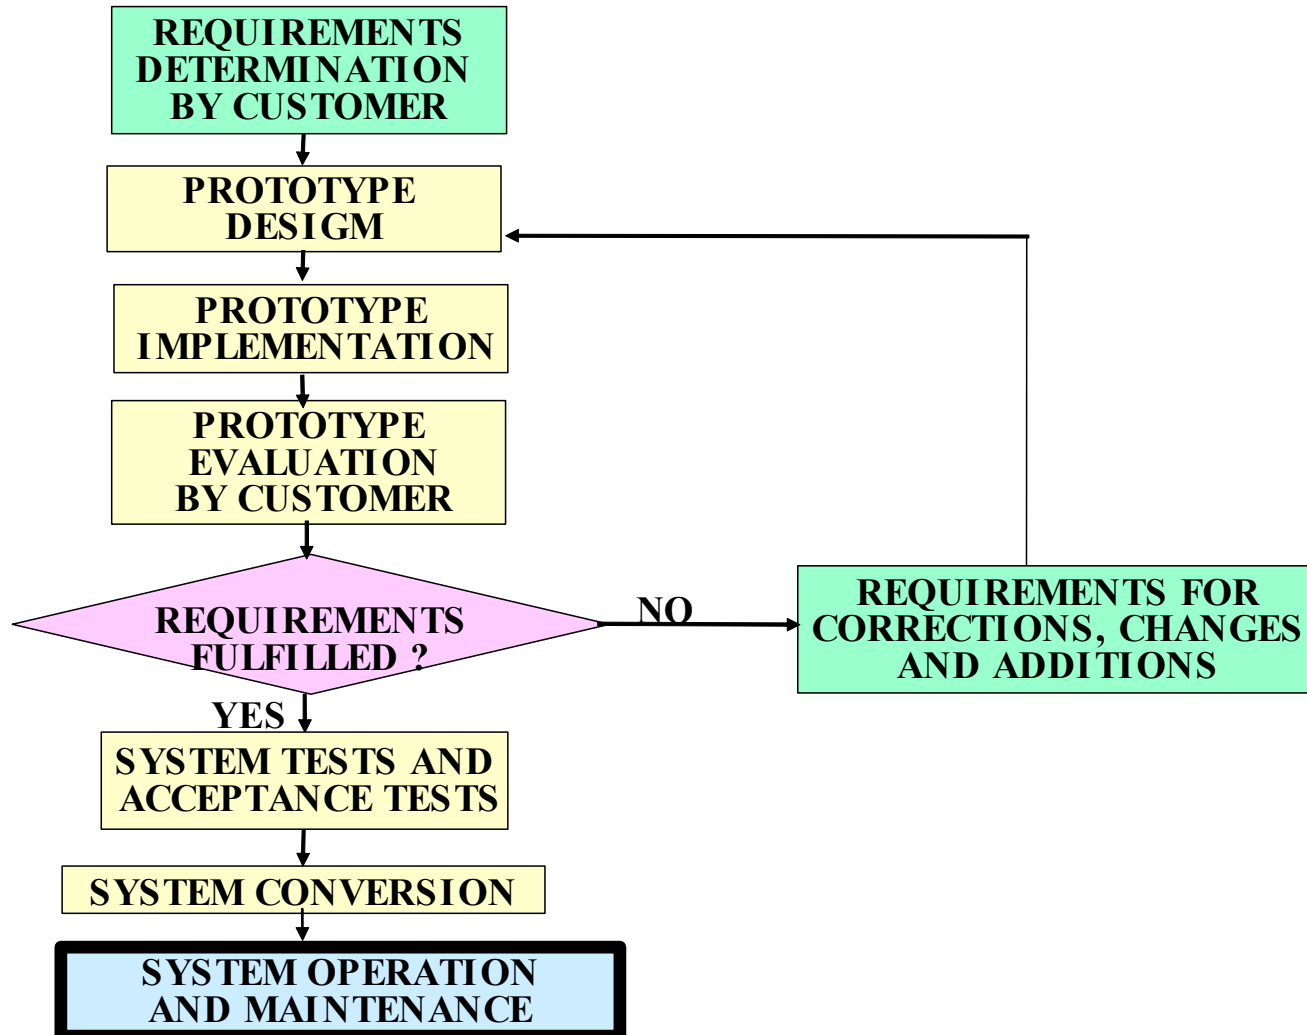 REQUIREMENTS
DETERMINATION
BY CUSTOMER
PROTOTYPE
DESIGM
PROTOTYPE
IMPLEMENTATION
PROTOTYPE
EVALUATION
BY CUSTOMER
REQUIREMENTS
FULFILLED ?
NO
REQUIREMENTS FOR
CORRECTIONS, CHANGES
AND ADDITIONS
YES
SYSTEM TESTS AND
ACCEPTANCE TESTS
SYSTEM CONVERSION
SYSTEM OPERATION
AND MAINTENANCE